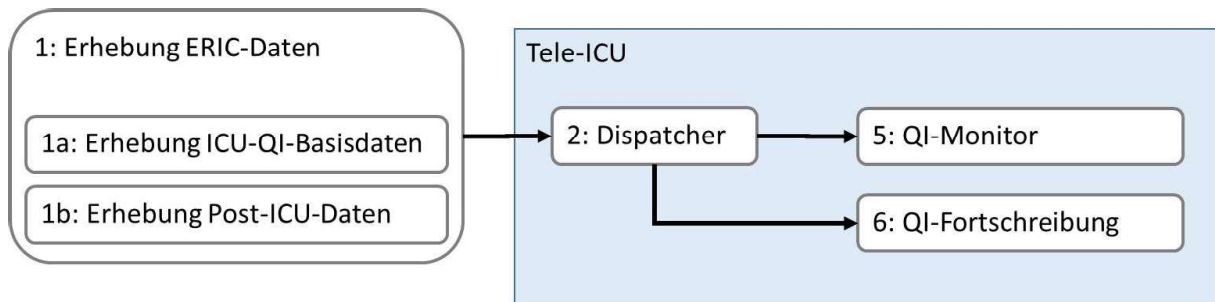 1: Erhebung ERIC-Daten
1a: Erhebung ICU-QI-Basisdaten
1b: Erhebung Post-ICU-Daten
Tele-ICU
2: Dispatcher
5: QI-Monitor
6: QI-Fortschreibung